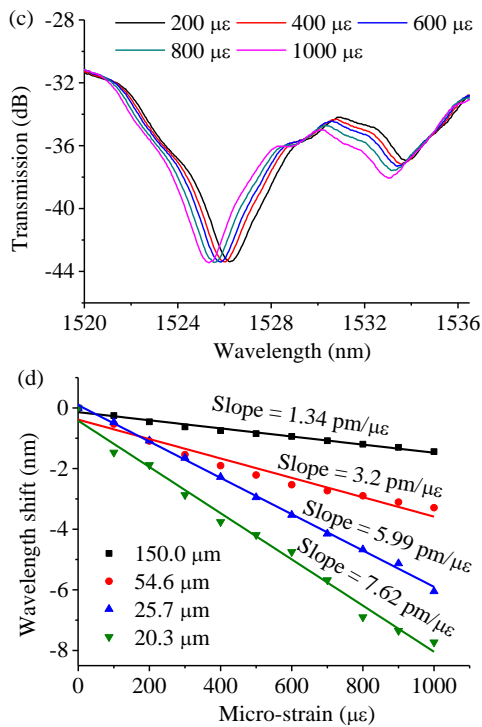 (c)
200 με 400 με 600 με
800 με 1000 με
-28
-32
-36
-40
-44
Transmission (dB)
1520 1524 1528 1532 1536
Wavelength (nm)
(d)
0
-2
-4
-6
-8
Wavelength shift (nm)
Slope = 1.34 pm/με
Slope = 3.2 pm/με
Slope = 5.99 pm/με
Slope = 7.62 pm/με
150.0 μm
54.6 μm
25.7 μm
20.3 μm
0 200 400 600 800 1000
Micro-strain (με)